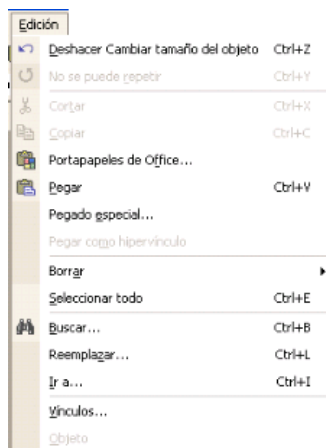 Edición
Deshacer Cambiar tamaño del objeto Ctrl+Z
No se puede repetir Ctrl+Y
Cortar Ctrl+X
Copiar Ctrl+C
Portapapeles de Office...
Pegar Ctrl+V
Pegado especial...
Pegar como hipervínculo
Borrar
Seleccionar todo Ctrl+E
Buscar... Ctrl+B
Reemplazar... Ctrl+L
Ir a... Ctrl+I
Vínculos...
Objeto